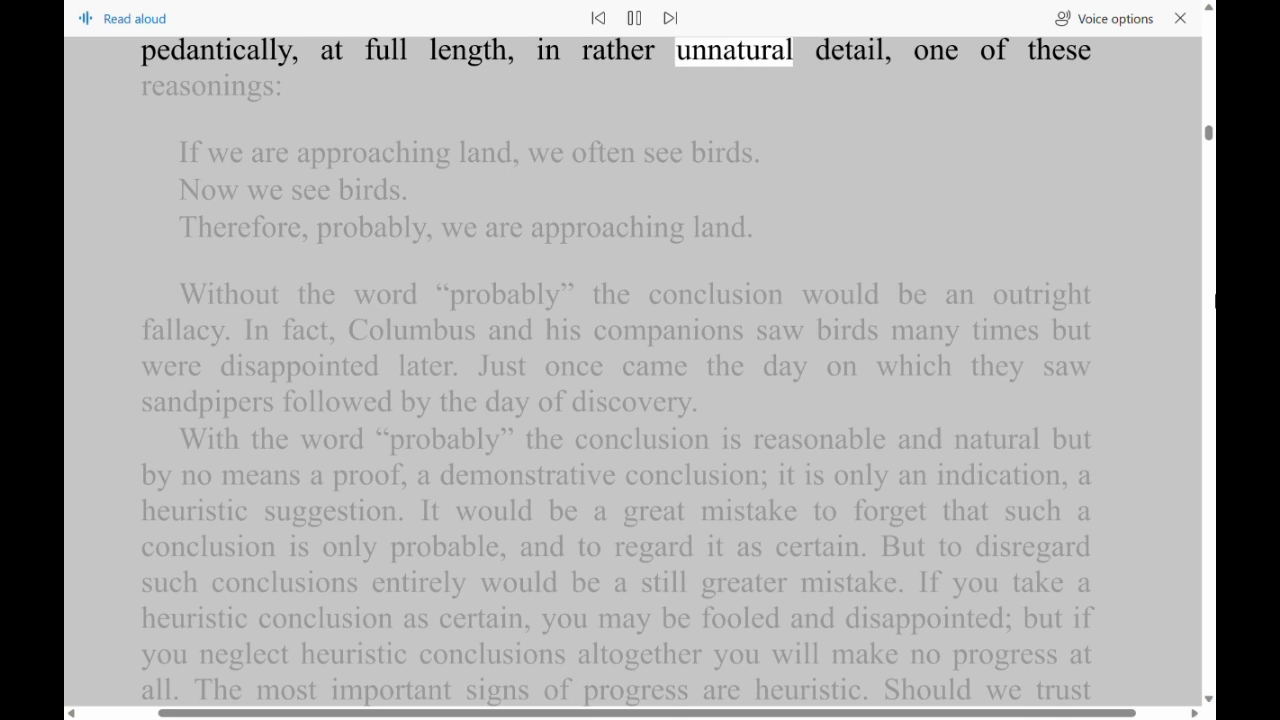 Read aloud
Voice options
pedantically, at full length, in rather unnatural detail, one of these
reasonings:
If we are approaching land, we often see birds.
Now we see birds.
Therefore, probably, we are approaching land.
Without the word “probably” the conclusion would be an outright
fallacy. In fact, Columbus and his companions saw birds many times but
were disappointed later. Just once came the day on which they saw
sandpipers followed by the day of discovery.
With the word “probably” the conclusion is reasonable and natural but
by no means a proof, a demonstrative conclusion; it is only an indication, a
heuristic suggestion. It would be a great mistake to forget that such a
conclusion is only probable, and to regard it as certain. But to disregard
such conclusions entirely would be a still greater mistake. If you take a
heuristic conclusion as certain, you may be fooled and disappointed; but if
you neglect heuristic conclusions altogether you will make no progress at
all. The most important signs of progress are heuristic. Should we trust